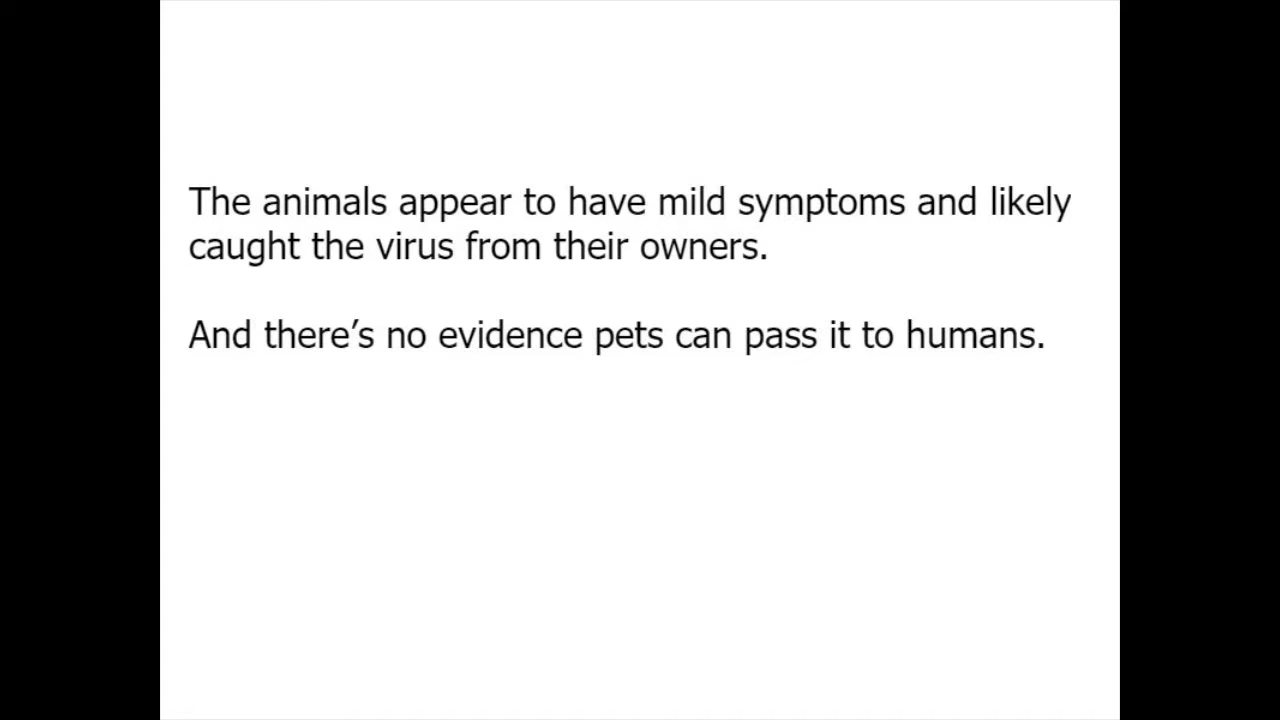 The animals appear to have mild symptoms and likely
caught the virus from their owners.
And there’s no evidence pets can pass it to humans.